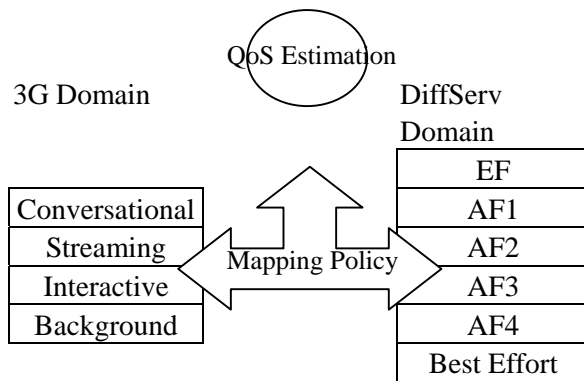 QoS Estimation
3G Domain
DiffServ
Domain
EF
Conversational
AF1
Streaming
AF2
Mapping Policy
Interactive
AF3
Background
AF4
Best Effort